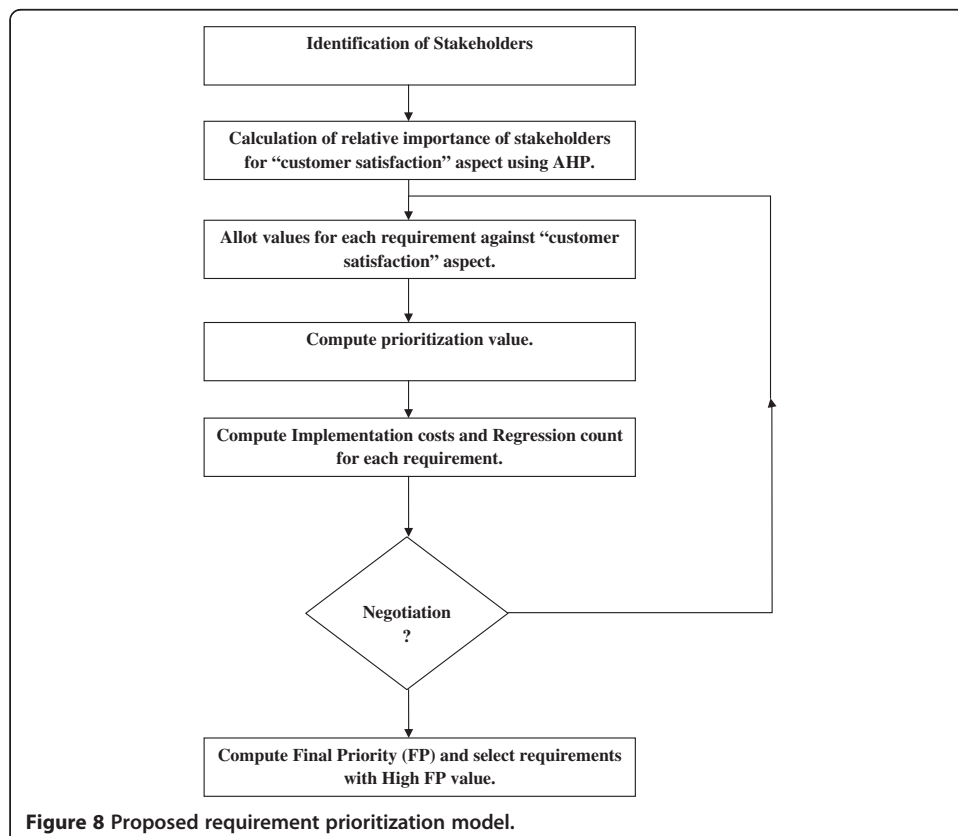 Identification of Stakeholders
Calculation of relative importance of stakeholders
for “customer satisfaction” aspect using AHP.
Allot values for each requirement against “customer
satisfaction” aspect.
Compute prioritization value.
Compute Implementation costs and Regression count
for each requirement.
Negotiation
?
Compute Final Priority (FP) and select requirements
with High FP value.
Figure 8 Proposed requirement prioritization model.